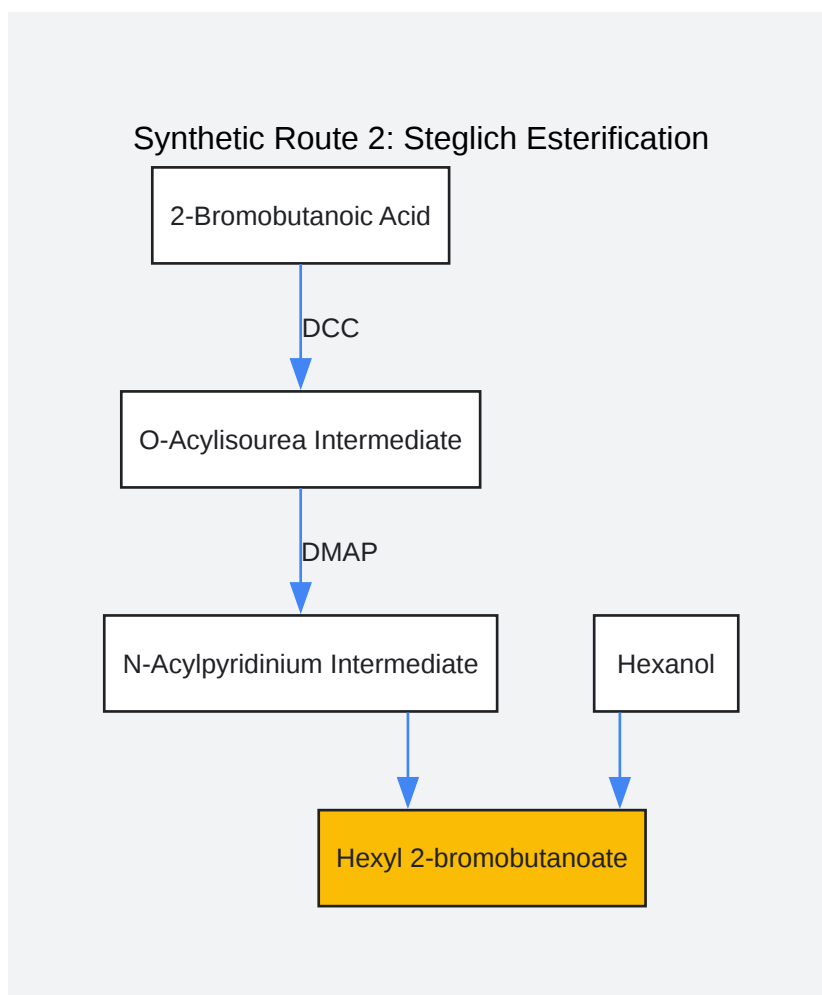 Synthetic Route 2: Steglich Esterification
2-Bromobutanoic Acid
DCC
O-Acylisourea Intermediate
DMAP
N-Acylpyridinium Intermediate
Hexanol
Hexyl 2-bromobutanoate